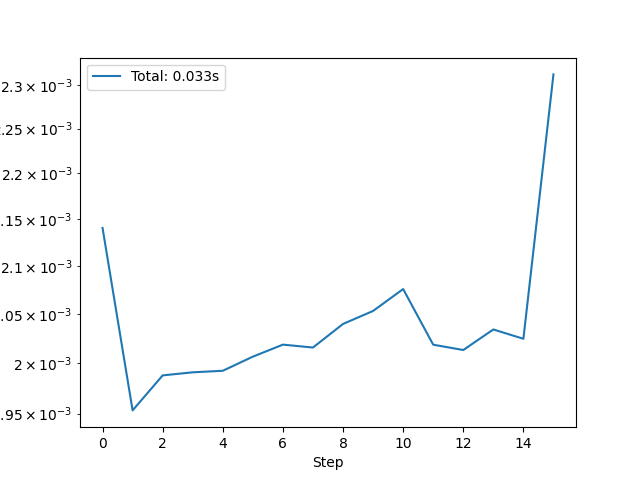 Total: 0.033s
2.3 × 10⁻³
.25 × 10⁻³
2.2 × 10⁻³
.15 × 10⁻³
2.1 × 10⁻³
.05 × 10⁻³
2 × 10⁻³
.95 × 10⁻³
0 2 4 6 8 10 12 14
Step